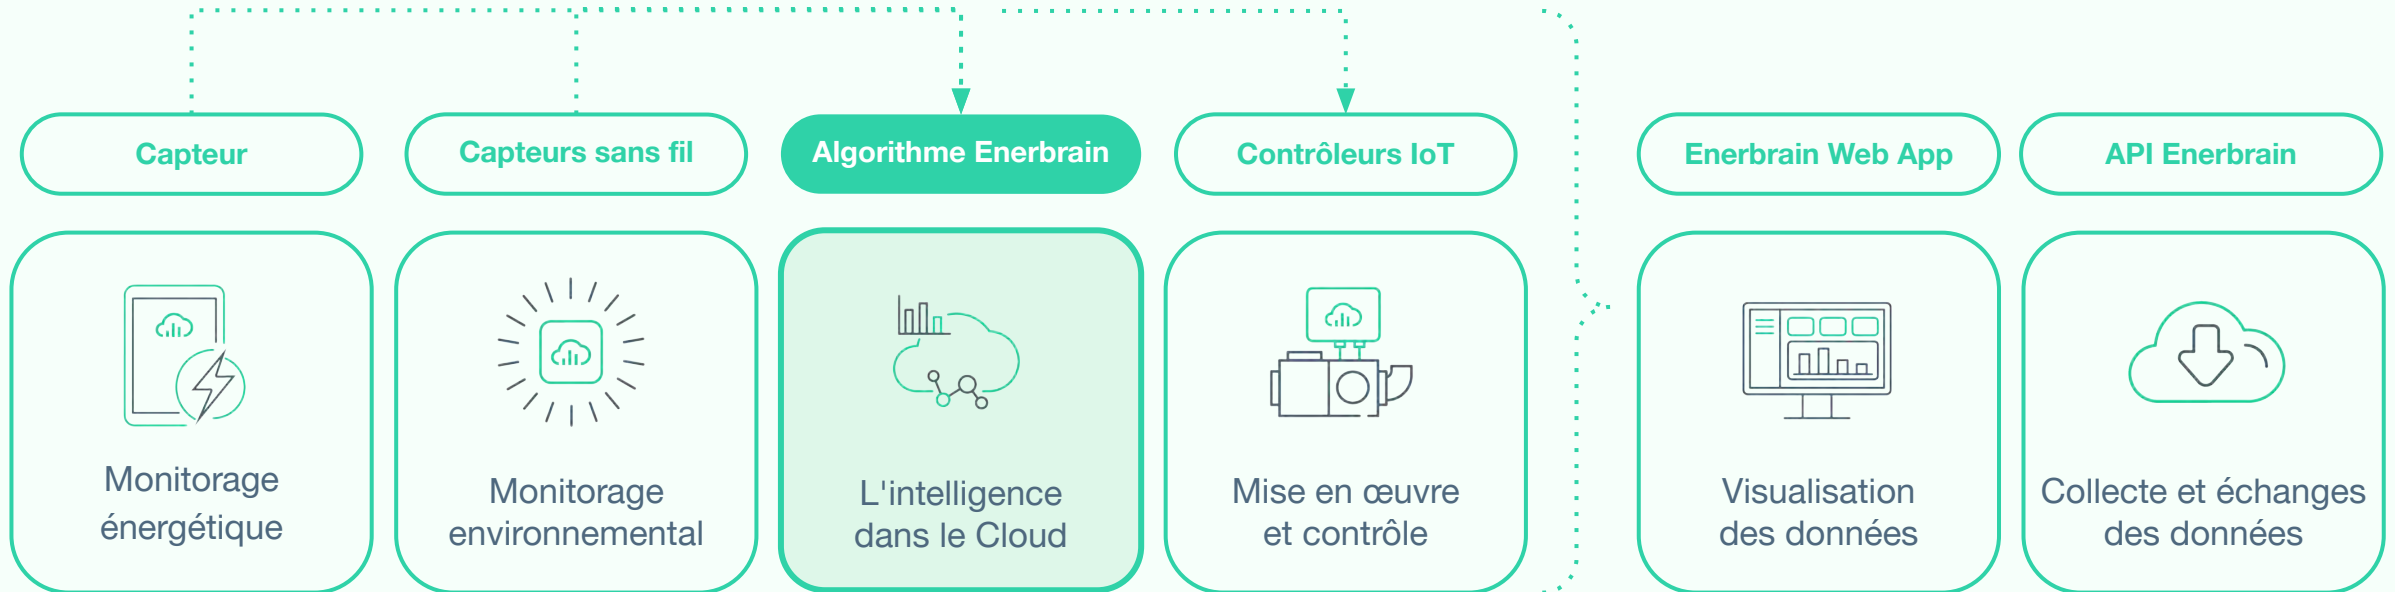 Capteur
Capteurs sans fil
Algorithme Enerbrain
Contrôleurs IoT
Enerbrain Web App
API Enerbrain
Monitorage
énergétique
Monitorage
environnemental
L'intelligence
dans le Cloud
Mise en œuvre
et contrôle
Visualisation
des données
Collecte et échanges
des données